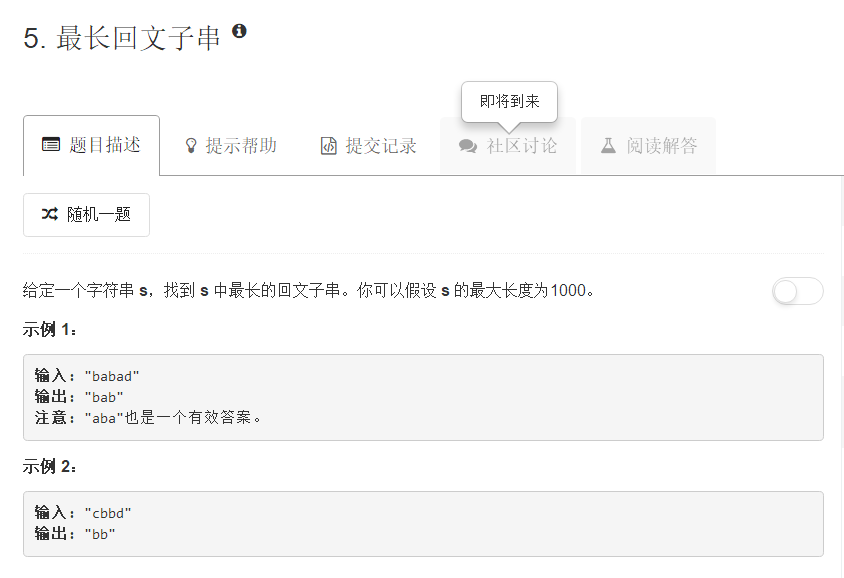 5. 最长回文子串
即将到来
题目描述 提示帮助 提交记录 社区讨论 阅读解答
随机一题
给定一个字符串 s，找到 s 中最长的回文子串。你可以假设 s 的最大长度为1000。
示例 1：
输入："babad"
输出："bab"
注意："aba"也是一个有效答案。
示例 2：
输入："cbbd"
输出："bb"